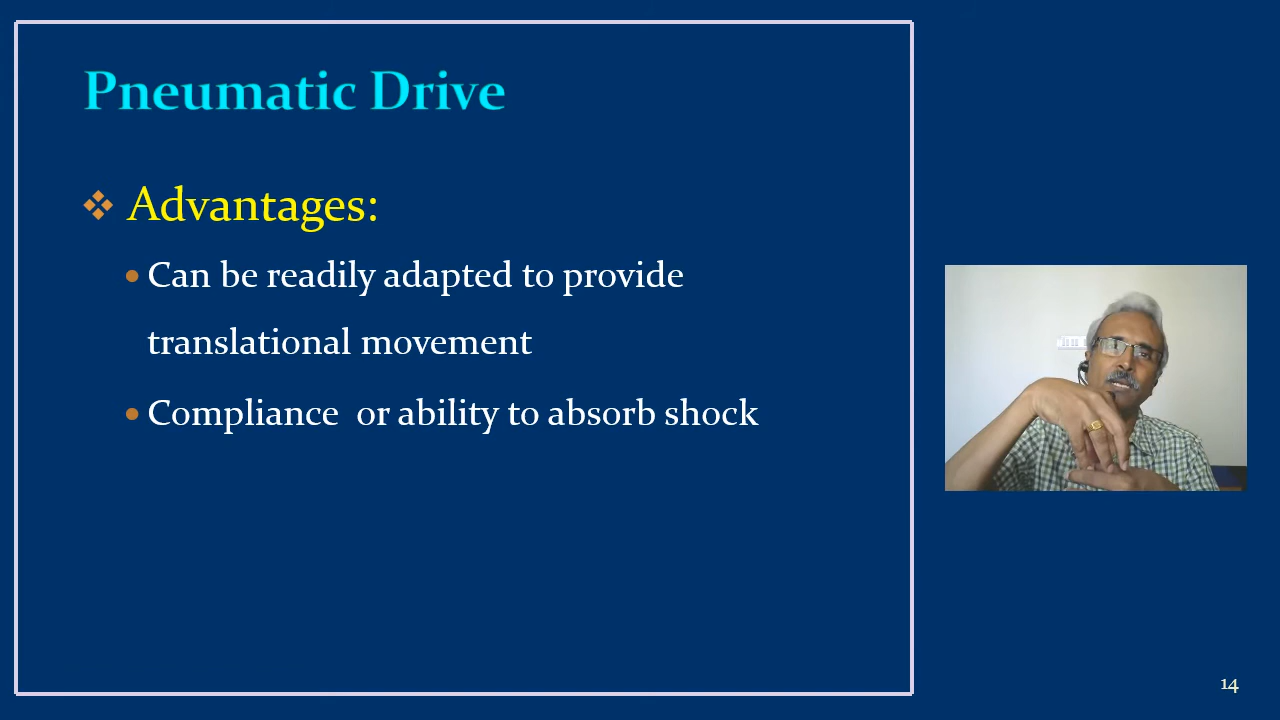 Pneumatic Drive
Advantages:
Can be readily adapted to provide
translational movement
Compliance or ability to absorb shock
14